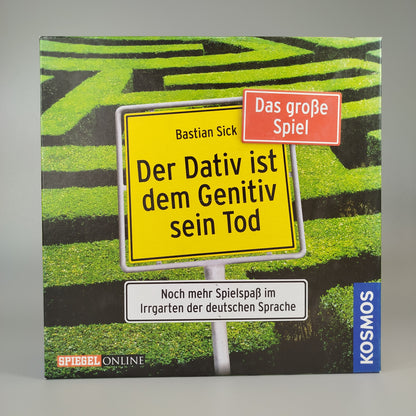 Das große
Spiel
Bastian Sick
Der Dativ ist
dem Genitiv
sein Tod
Noch mehr Spielspaß im
Irrgarten der deutschen Sprache
SPIEGEL ONLINE
KOSMOS